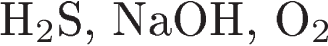 H₂S, NaOH, O₂